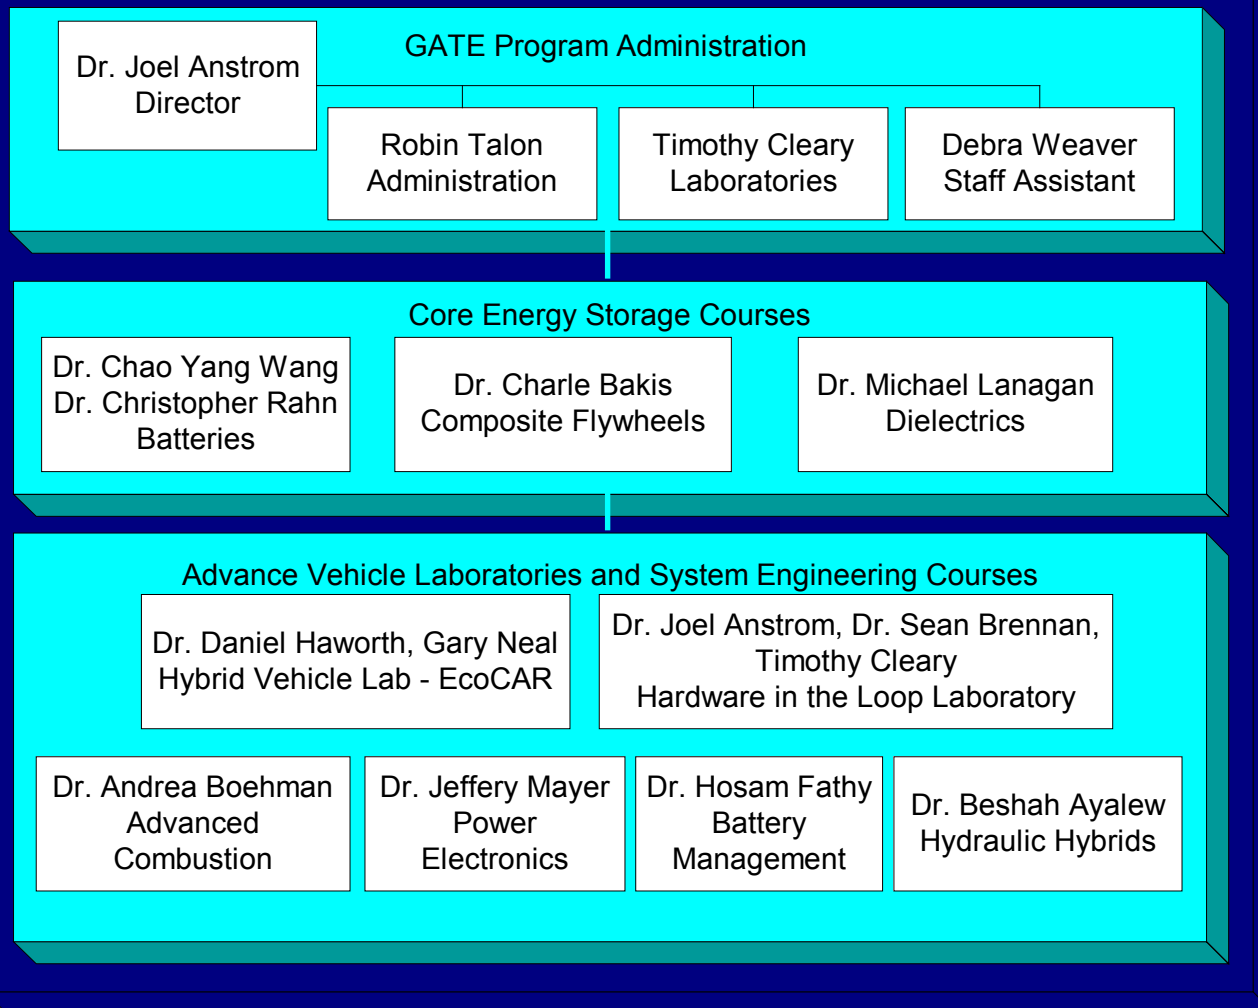 GATE Program Administration
Dr. Joel Anstrom
Director
Robin Talon
Administration
Timothy Cleary
Laboratories
Debra Weaver
Staff Assistant
Core Energy Storage Courses
Dr. Chao Yang Wang
Dr. Christopher Rahn
Batteries
Dr. Charle Bakis
Composite Flywheels
Dr. Michael Lanagan
Dielectrics
Advance Vehicle Laboratories and System Engineering Courses
Dr. Daniel Haworth, Gary Neal
Hybrid Vehicle Lab - EcoCAR
Dr. Joel Anstrom, Dr. Sean Brennan,
Timothy Cleary
Hardware in the Loop Laboratory
Dr. Andrea Boehman
Advanced
Combustion
Dr. Jeffery Mayer
Power
Electronics
Dr. Hosam Fathy
Battery
Management
Dr. Beshah Ayalew
Hydraulic Hybrids